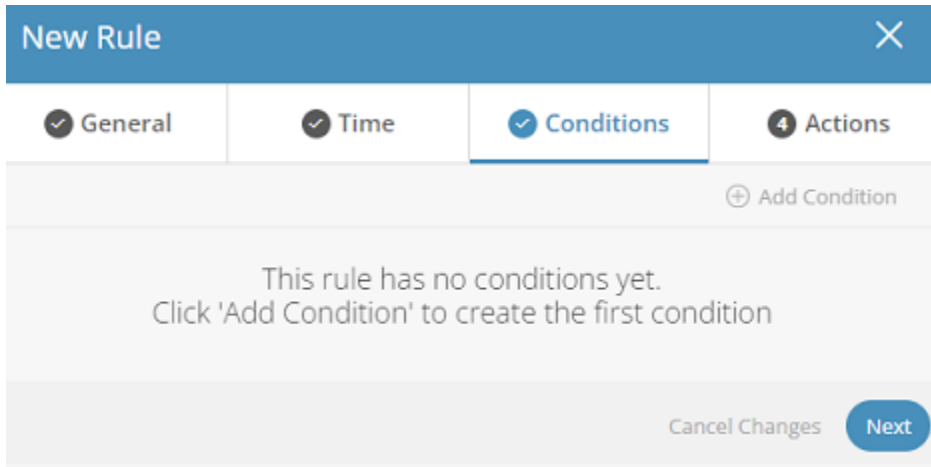 New Rule
General
Time
Conditions
4 Actions
Add Condition
This rule has no conditions yet.
Click 'Add Condition' to create the first condition
Cancel Changes
Next